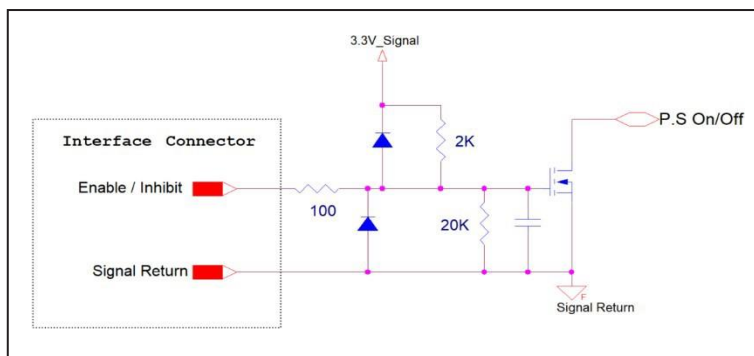 3.3V_Signal
Interface Connector
2K
P.S On/Off
Enable / Inhibit
100
20K
Signal Return
F
Signal Return